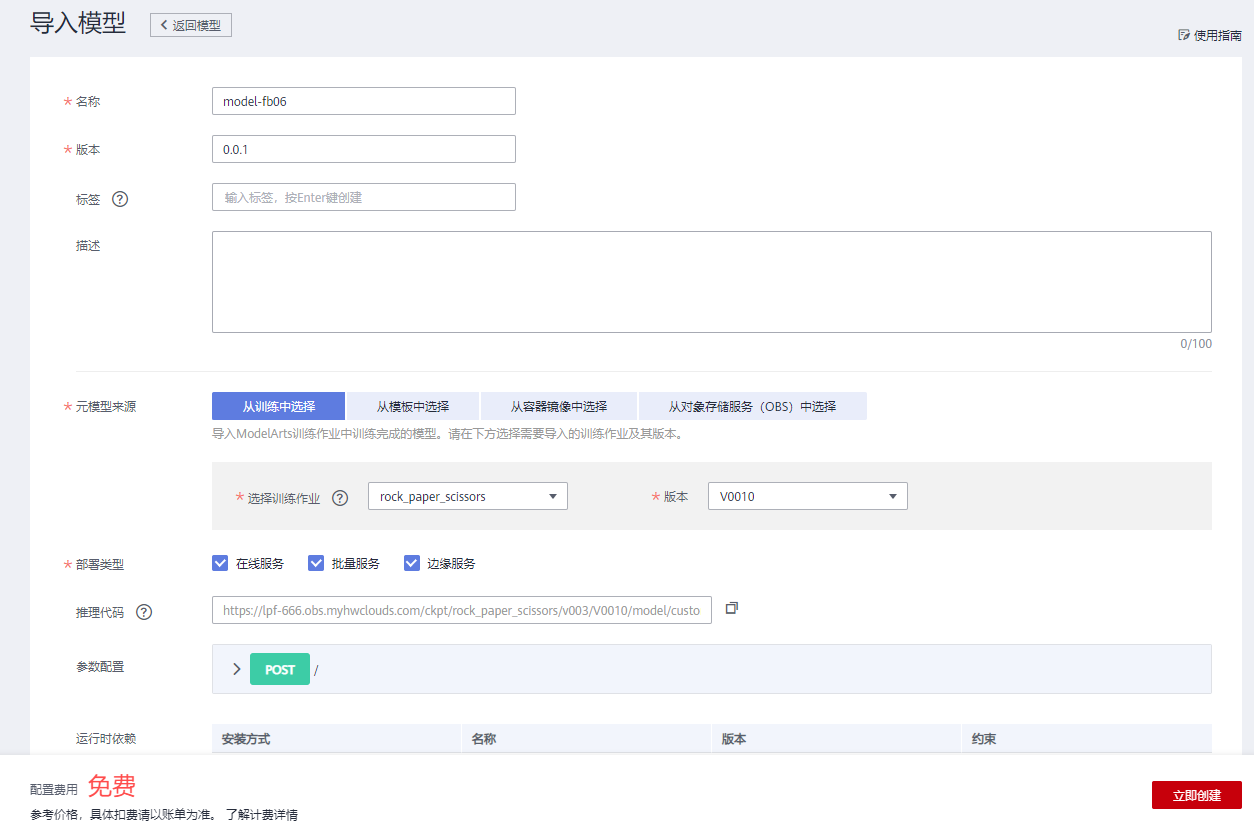 导入模型 返回模型
使用指南
* 名称 model-fb06
* 版本 0.0.1
标签 ? 输入标签，按Enter键创建
描述
0/100
* 元模型来源 从训练中选择 从模板中选择 从容器镜像中选择 从对象存储服务（OBS）中选择
导入ModelArts训练作业中训练完成的模型。请在下方选择需要导入的训练作业及其版本。
* 选择训练作业 ? rock_paper_scissors * 版本 V0010
* 部署类型 在线服务 批量服务 边缘服务
推理代码 ? https://lpf-666.obs.myhwclouds.com/ckpt/rock_paper_scissors/v003/V0010/model/custo
参数配置 POST /
运行时依赖 安装方式 名称 版本 约束
配置费用 免费
参考价格，具体扣费请以账单为准。 了解计费详情
立即创建